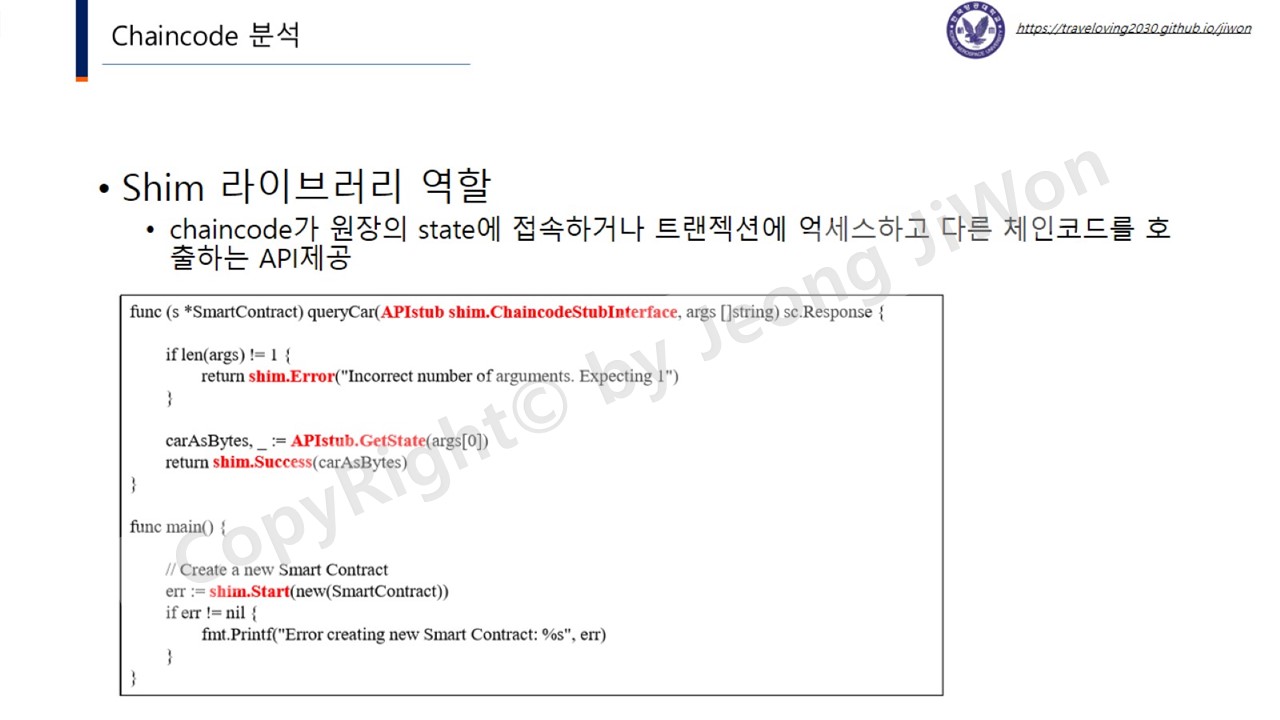 Chaincode 분석
https://traveloving2030.github.io/jiwon
• Shim 라이브러리 역할
• chaincode가 원장의 state에 접속하거나 트랜젝션에 억세스하고 다른 체인코드를 호
출하는 API제공
func (s *SmartContract) queryCar(APIstub shim.ChaincodeStubInterface, args []string) sc.Response {
if len(args) != 1 {
return shim.Error("Incorrect number of arguments. Expecting 1")
}
carAsBytes, _ := APIstub.GetState(args[0])
return shim.Success(carAsBytes)
}
func main() {
// Create a new Smart Contract
err := shim.Start(new(SmartContract))
if err != nil {
fmt.Printf("Error creating new Smart Contract: %s", err)
}
}
CopyRight© by Jeong JiWon